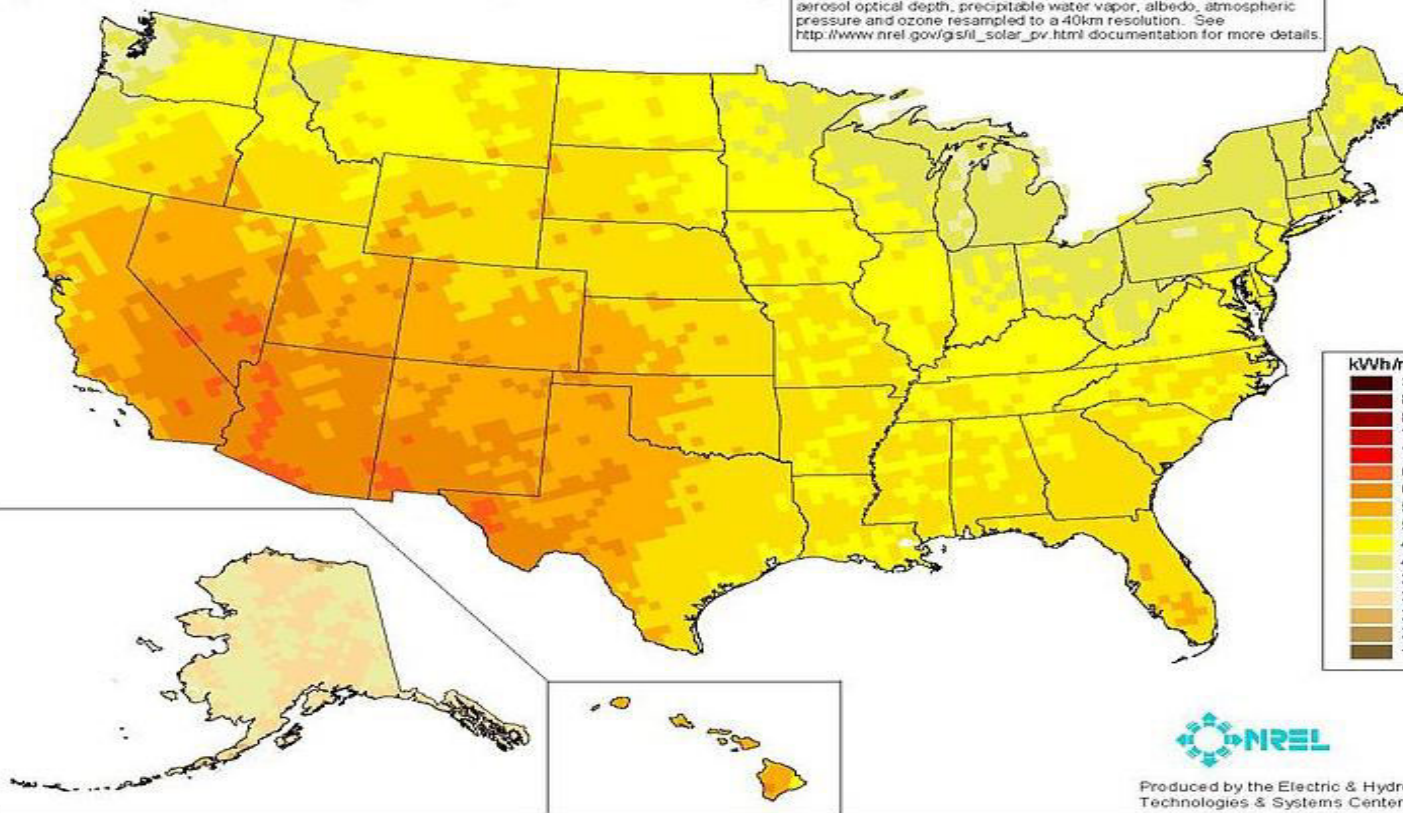 aerosol optical depth, precipitable water vapor, albedo, atmospheric
pressure and ozone resampled to a 40km resolution. See
http://www.nrel.gov/gis/il_solar_pv.html documentation for more details.
kWh/
NREL
Produced by the Electric & Hydr
Technologies & Systems Center